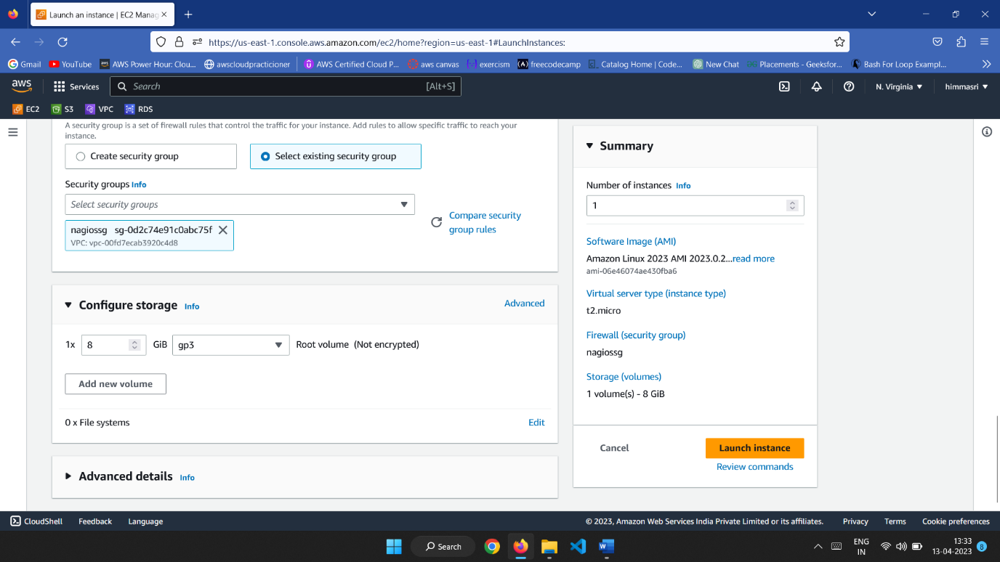 Launch an instance | EC2 Manag
https://us-east-1.console.aws.amazon.com/ec2/home?region=us-east-1#LaunchInstances:
Gmail YouTube AWS Power Hour: Clou... awscloudpractioner AWS Certified Cloud P... aws canvas exercism freecodecamp Catalog Home | Code... New Chat Placements - Geeksfor... Bash For Loop Exampl...
aws Services Search [Alt+S] N. Virginia himmasri
EC2 S3 VPC RDS
A security group is a set of firewall rules that control the traffic for your instance. Add rules to allow specific traffic to reach your
instance.
Create security group Select existing security group
Security groups Info
Select security groups
nagiossg sg-0d2c74e91c0abc75f
VPC: vpc-00fd7ecab3920c4d8
Compare security
group rules
Configure storage Info Advanced
1x 8 GiB gp3 Root volume (Not encrypted)
Add new volume
0 x File systems Edit
Advanced details Info
Summary
Number of instances Info
1
Software Image (AMI)
Amazon Linux 2023 AMI 2023.0.2...read more
ami-06e46074ae430fba6
Virtual server type (instance type)
t2.micro
Firewall (security group)
nagiossg
Storage (volumes)
1 volume(s) - 8 GiB
Cancel Launch instance
Review commands
CloudShell Feedback Language © 2023, Amazon Web Services India Private Limited or its affiliates. Privacy Terms Cookie preferences
Search ENG
IN 13:33
13-04-2023 8